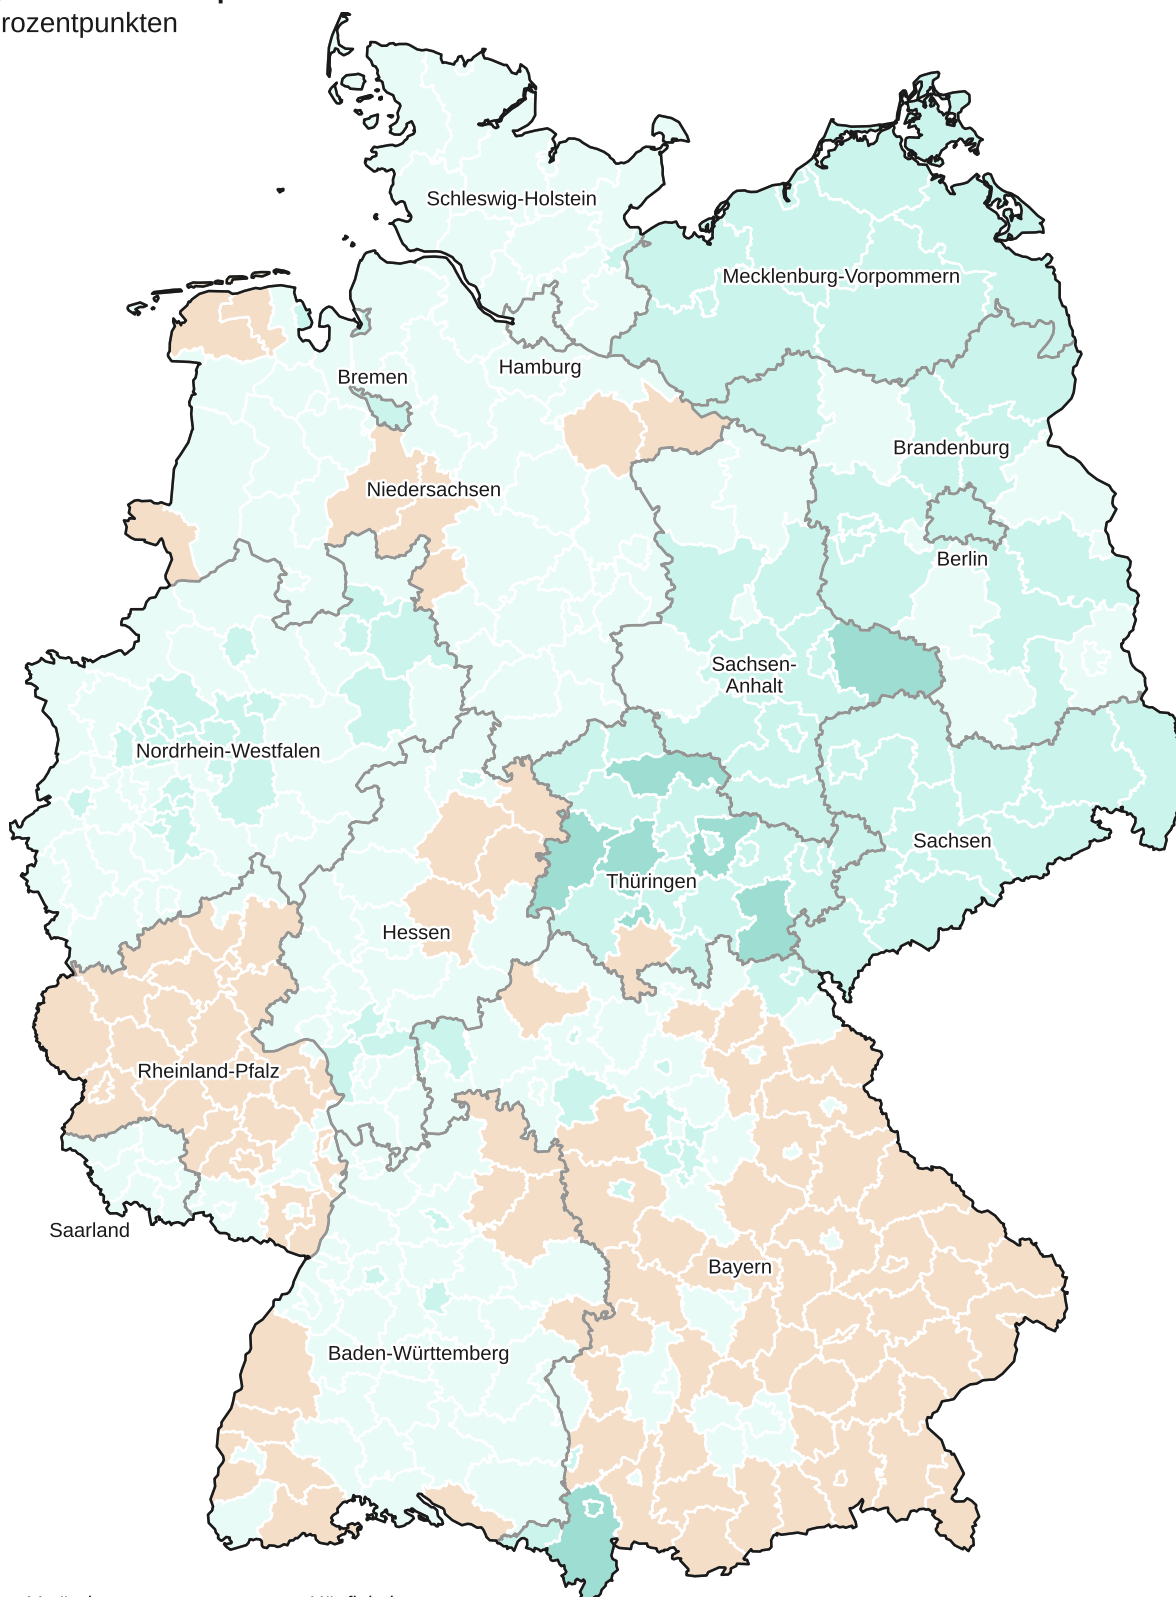 rozentpunkten
Schleswig-Holstein
Mecklenburg-Vorpommern
Hamburg
Bremen
Brandenburg
Niedersachsen
Berlin
Sachsen-
Anhalt
Nordrhein-Westfalen
Sachsen
Thüringen
Hessen
Rheinland-Pfalz
Saarland
Bayern
Baden-Württemberg